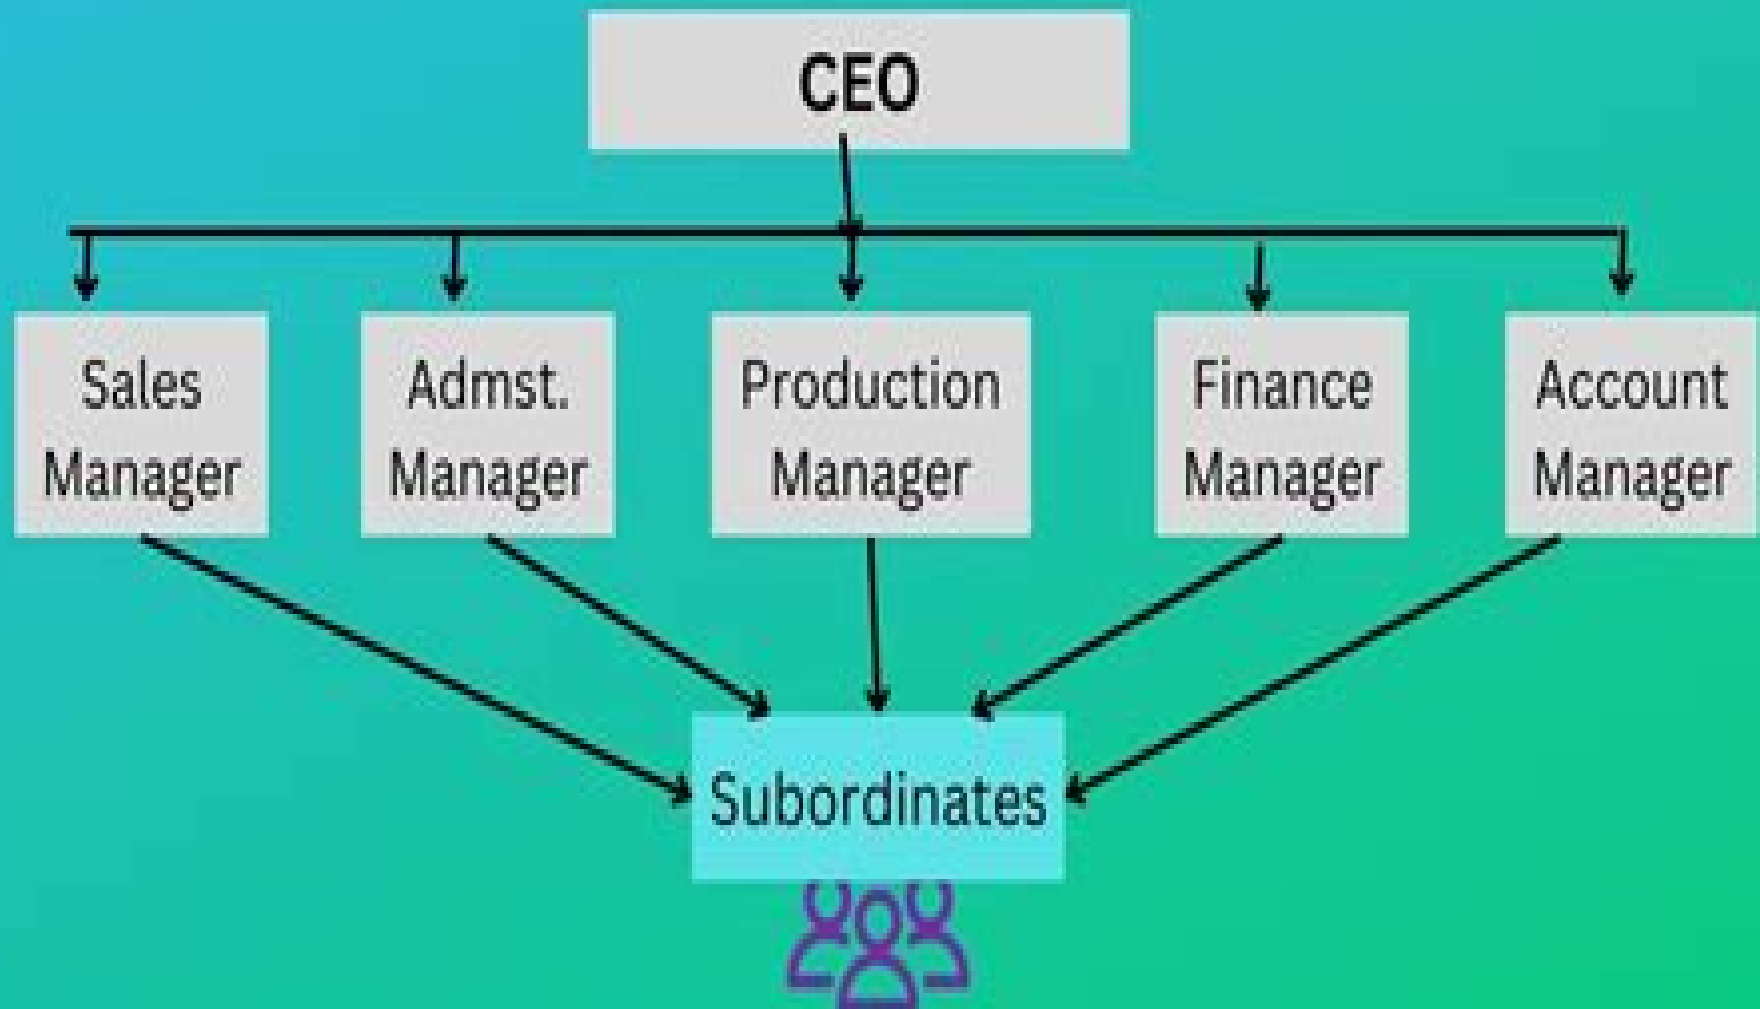 CEO
Sales
Manager
Admst.
Manager
Production
Manager
Finance
Manager
Account
Manager
Subordinates